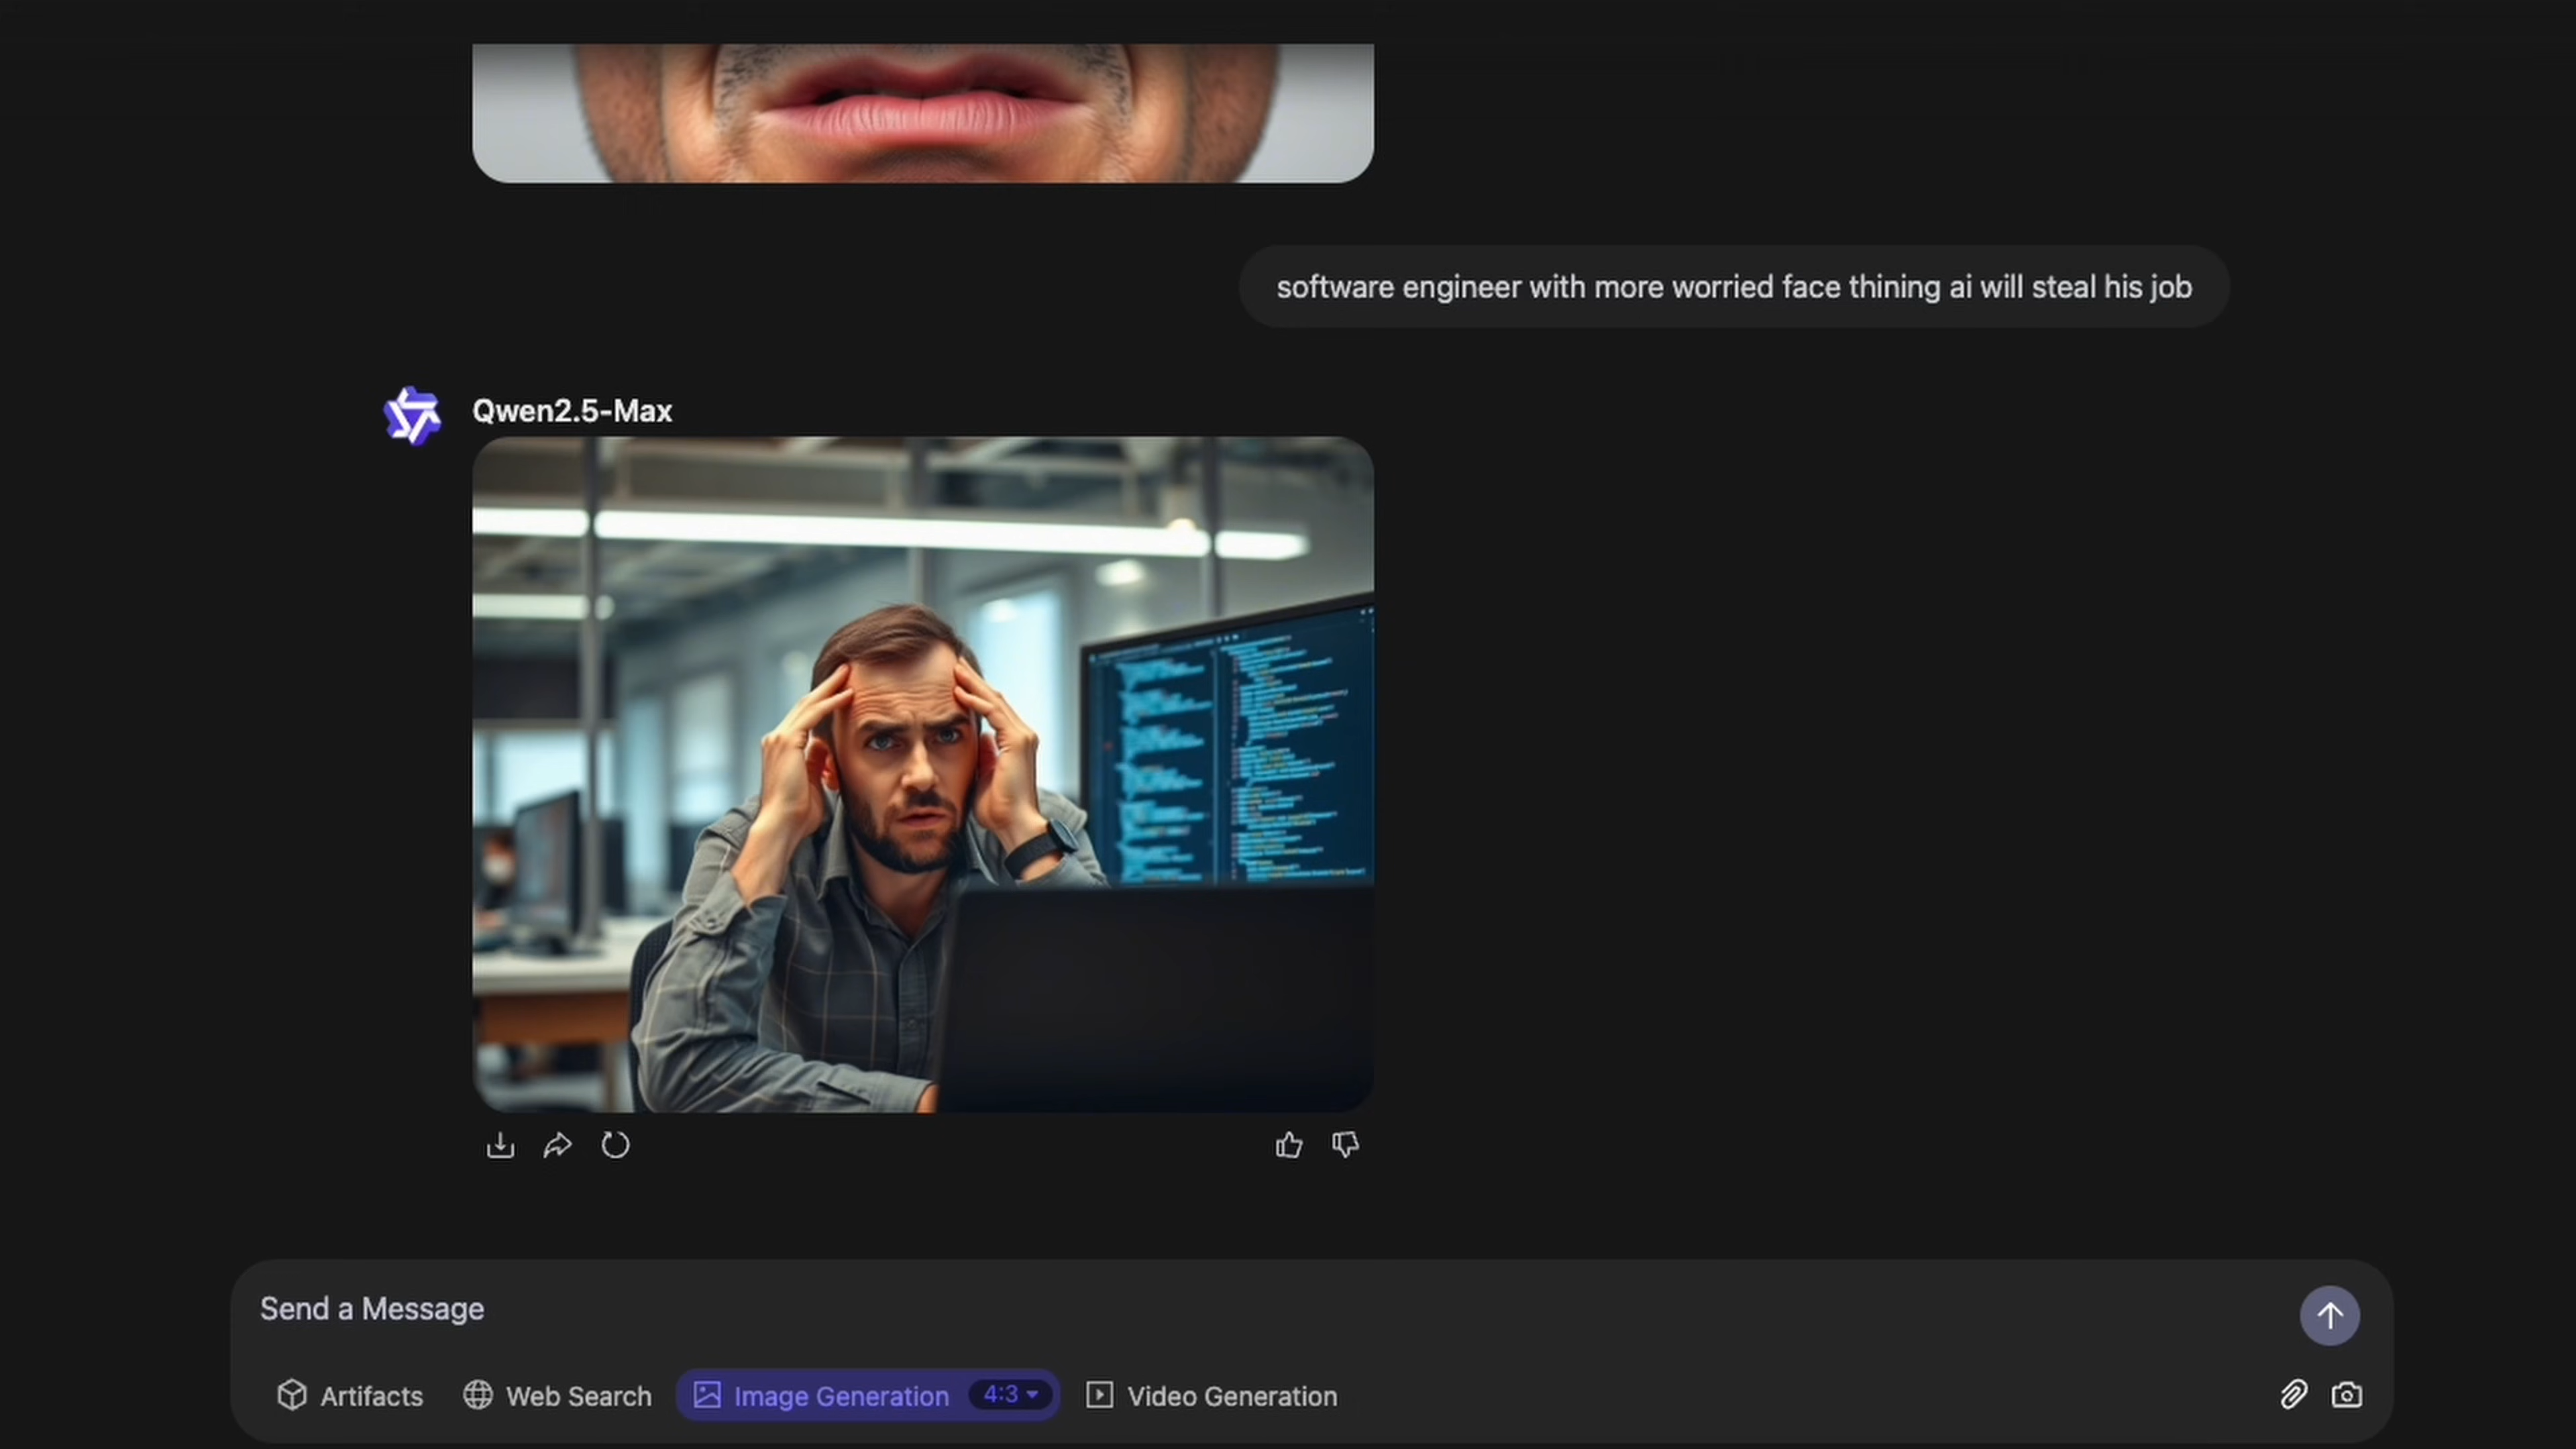 software engineer with more worried face thining ai will steal his job
Qwen2.5-Max
Send a Message
Artifacts
Web Search
Image Generation
4:3
Video Generation